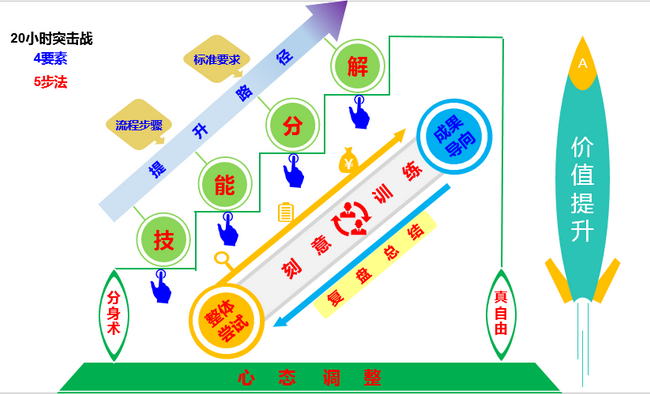 20小时突击战
4要素
5步法
标准要求
流程步骤
提升路径
技能分解
成果
导向
刻意训练
¥
复盘总结
整体
尝试
分身术
真自由
心态调整
A
价值提升